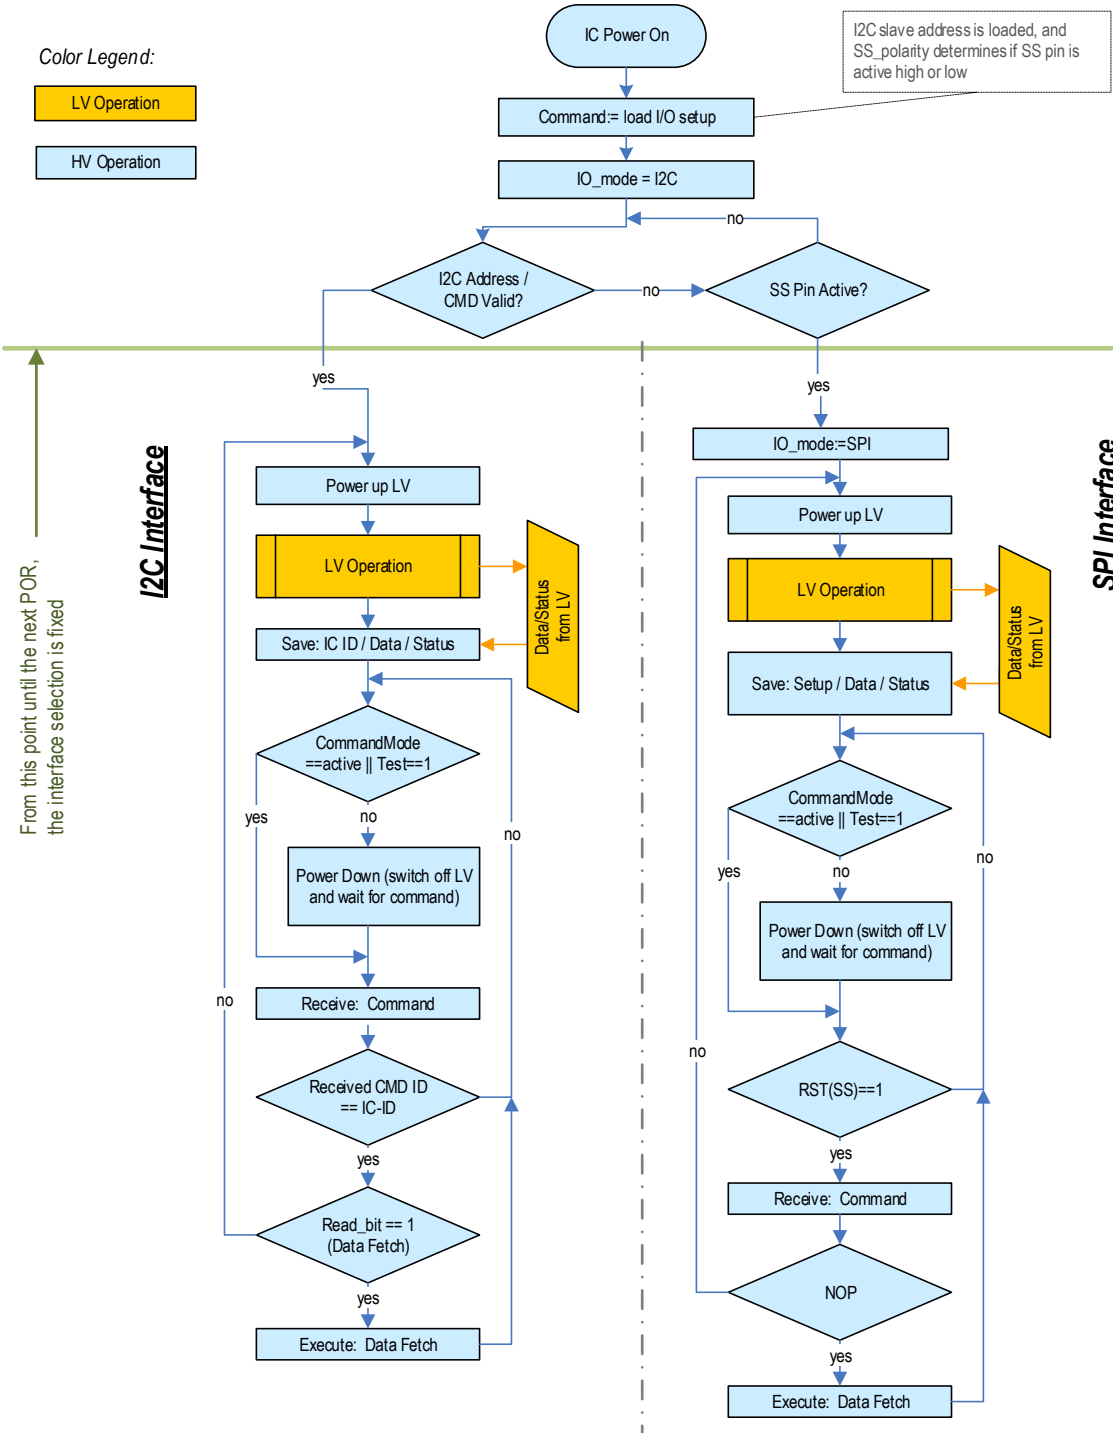 IC Power On
I2C slave address is loaded, and
SS_polarity determines if SS pin is
active high or low
Color Legend:
LV Operation
HV Operation
Command:= load I/O setup
IO_mode = I2C
no
I2C Address /
CMD Valid?
no
SS Pin Active?
yes
yes
From this point until the next POR,
the interface selection is fixed
I2C Interface
Power up LV
LV Operation
Data/Status
from LV
Save: IC ID / Data / Status
CommandMode
==active || Test==1
yes
no
no
Power Down (switch off LV
and wait for command)
no
Receive: Command
Received CMD ID
== IC-ID
yes
Read_bit == 1
(Data Fetch)
yes
Execute: Data Fetch
SPI Interface
IO_mode:=SPI
Power up LV
LV Operation
Data/Status
from LV
Save: Setup / Data / Status
CommandMode
==active || Test==1
yes
no
no
Power Down (switch off LV
and wait for command)
no
RST(SS)==1
yes
Receive: Command
NOP
yes
Execute: Data Fetch